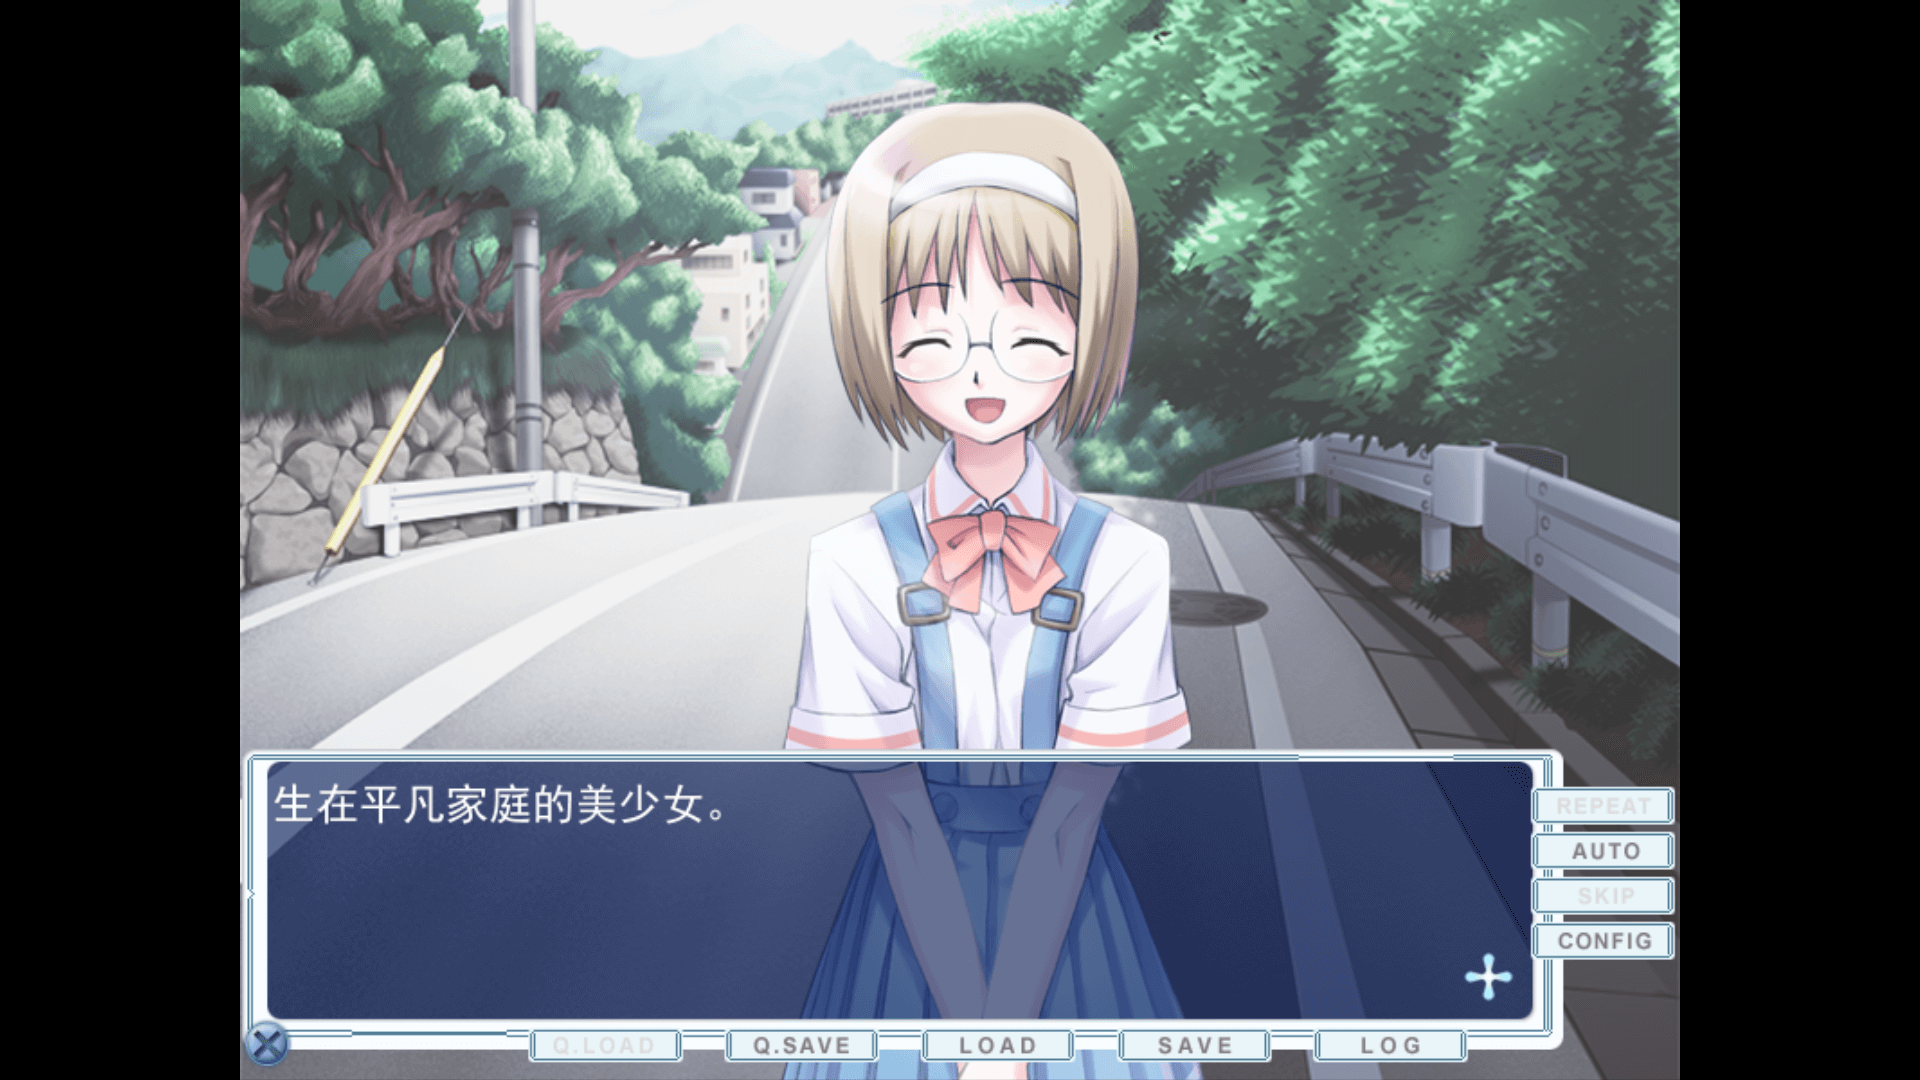 生在平凡家庭的美少女。
REPEAT
AUTO
SKIP
CONFIG
Q.LOAD
Q.SAVE
LOAD
SAVE
LOG